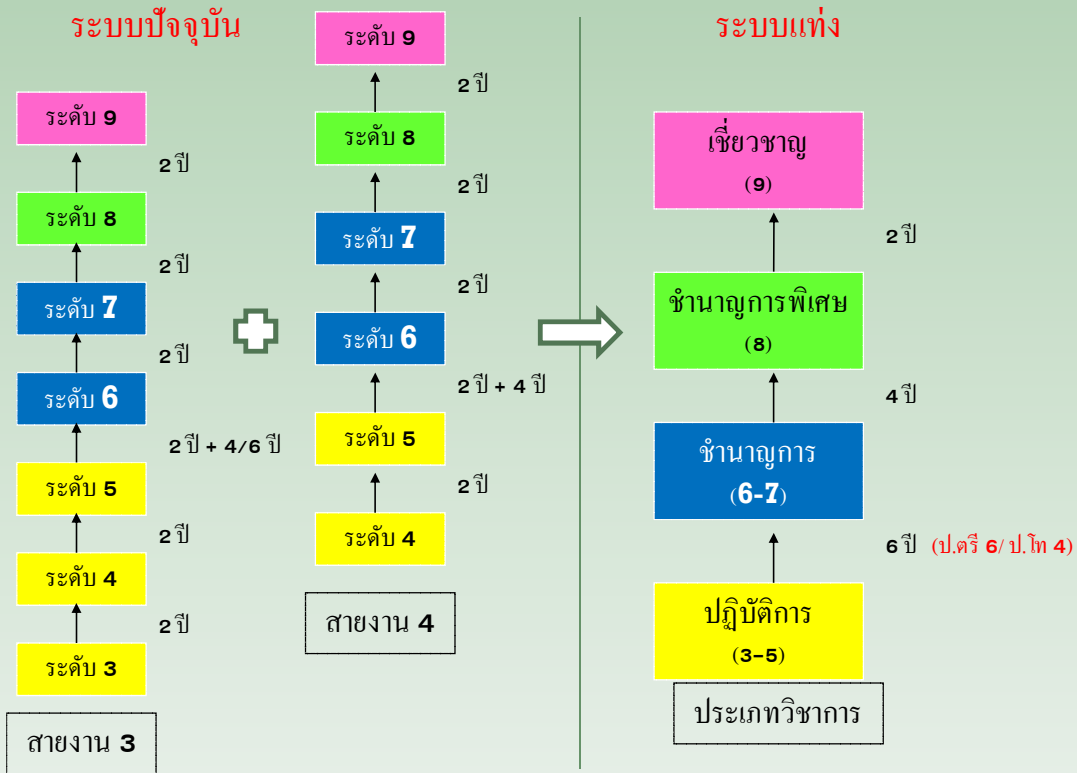 ระบบปัจจุบัน
ระดับ 9
2 ปี
ระดับ 8
2 ปี
ระดับ 7
2 ปี
ระดับ 6
2 ปี + 4/6 ปี
ระดับ 5
2 ปี
ระดับ 4
2 ปี
ระดับ 3
สายงาน 3
ระดับ 9
2 ปี
ระดับ 8
2 ปี
ระดับ 7
2 ปี
ระดับ 6
2 ปี + 4 ปี
ระดับ 5
2 ปี
ระดับ 4
สายงาน 4
ระบบแท่ง
เชี่ยวชาญ
(9)
2 ปี
ชำนาญการพิเศษ
(8)
4 ปี
ชำนาญการ
(6-7)
6 ปี (ป.ตรี 6/ ป.โท 4)
ปฏิบัติการ
(3-5)
ประเภทวิชาการ